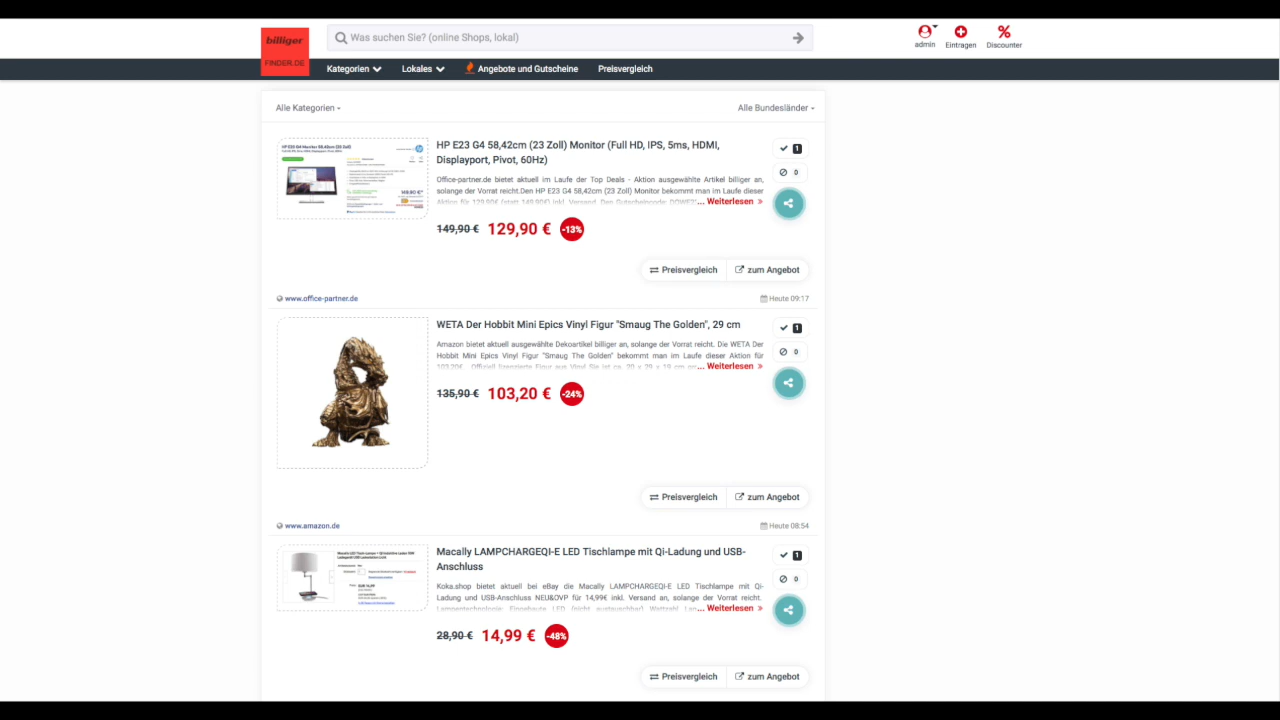 billiger
FINDER.DE
Was suchen Sie? (online Shops, lokal)
admin
Eintragen
Discounter
Kategorien
Lokales
Angebote und Gutscheine
Preisvergleich
Alle Kategorien
Alle Bundesländer
HP E23 G4 58,42cm (23 Zoll) Monitor (Full HD, IPS, 5ms, HDMI,
Displayport, Pivot, 60Hz)
1
0
Office-partner.de bietet aktuell im Laufe der Top Deals - Aktion ausgewählte Artikel billiger an,
solange der Vorrat reicht.Den HP E23 G4 58,42cm (23 Zoll) Monitor bekommt man im Laufe dieser
... Weiterlesen »
149,90 € 129,90 € -13%
Preisvergleich
zum Angebot
www.office-partner.de
Heute 09:17
WETA Der Hobbit Mini Epics Vinyl Figur "Smaug The Golden", 29 cm
1
0
Amazon bietet aktuell ausgewählte Dekoartikel billiger an, solange der Vorrat reicht. Die WETA Der
Hobbit Mini Epics Vinyl Figur "Smaug The Golden" bekommt man im Laufe dieser Aktion für
... Weiterlesen »
135,90 € 103,20 € -24%
Preisvergleich
zum Angebot
www.amazon.de
Heute 08:54
Macally LAMPCHARGEQI-E LED Tischlampe mit Qi-Ladung und USB-
Anschluss
1
0
Koka.shop bietet aktuell bei eBay die Macally LAMPCHARGEQI-E LED Tischlampe mit Qi-
Ladung und USB-Anschluss NEU&OVP für 14,99€ inkl. Versand an, solange der Vorrat reicht.
... Weiterlesen »
28,90 € 14,99 € -48%
Preisvergleich
zum Angebot